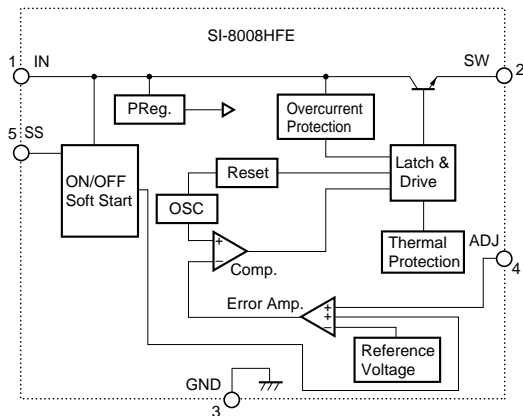 SI-8008HFE
1
IN
SW
2
PReg.
Overcurrent
Protection
5
SS
Latch &
Drive
ON/OFF
Soft Start
Reset
OSC
+
−
Comp.
Thermal
Protection
ADJ
4
Error Amp.
+
+
−
Reference
Voltage
GND
3